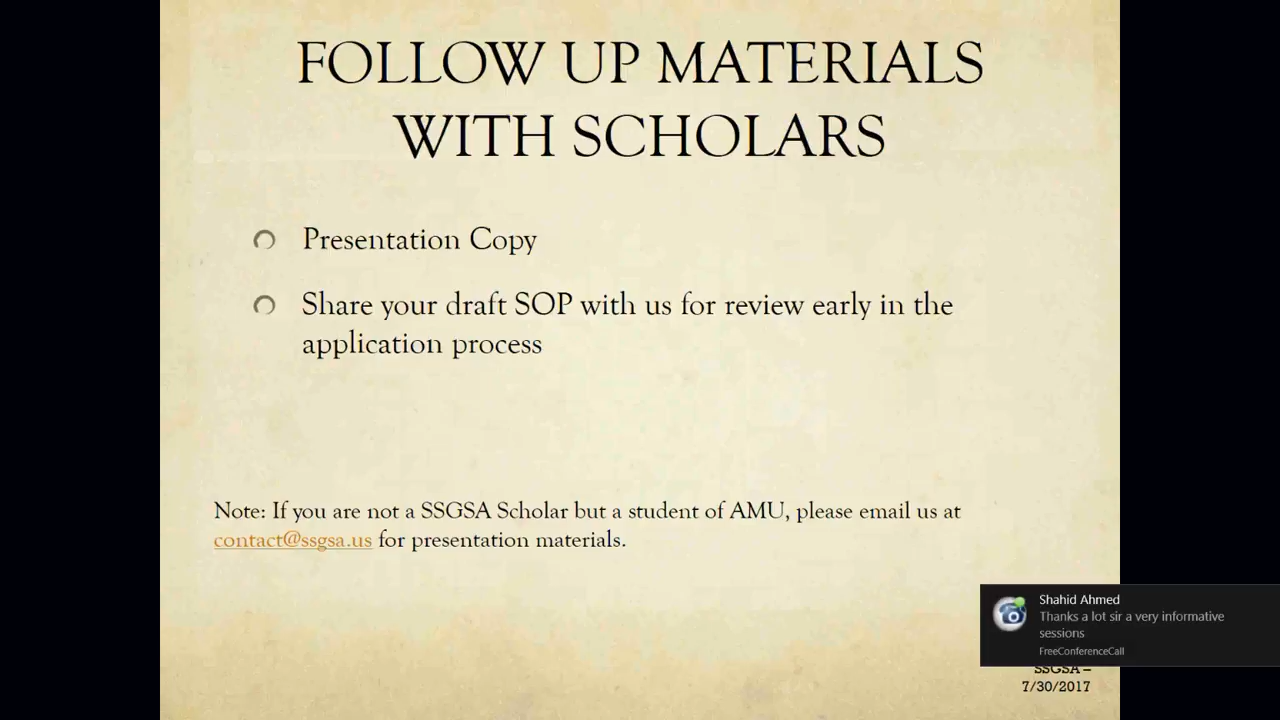 FOLLOW UP MATERIALS
WITH SCHOLARS
Presentation Copy
Share your draft SOP with us for review early in the
application process
Note: If you are not a SSGSA Scholar but a student of AMU, please email us at
contact@ssgsa.us for presentation materials.
Shahid Ahmed
Thanks a lot sir a very informative
sessions
FreeConferenceCall
SSGSA –
7/30/2017